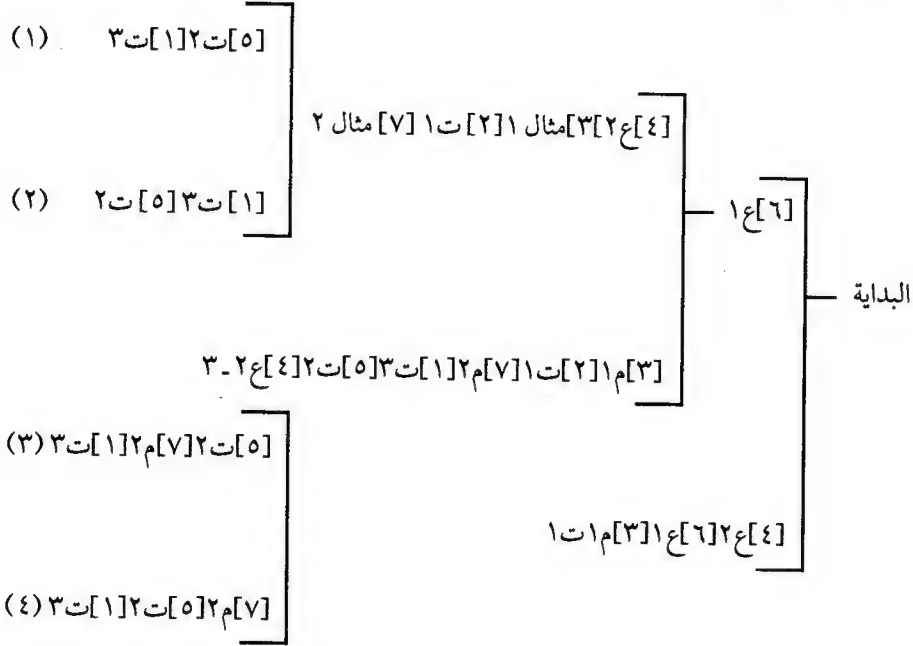 [٥]ت٢[١]ت٣ (١)
[٤]ع٢[٣]مثال ١[٢]ت١ [٧] مثال ٢
[١]ت٣[٥]ت٢ (٢)
[٦]ع١
البداية
[٣]م١[٢]ت١[٧]م٢[١]ت٣[٥]ت٢[٤]ع٢-٣
[٥]ت٢[٧]م٢[١]ت٣(٣)
[٤]ع٢[٦]ع١[٣]م١ت١
[٧]م٢[٥]ت٢[١]ت٣(٤)